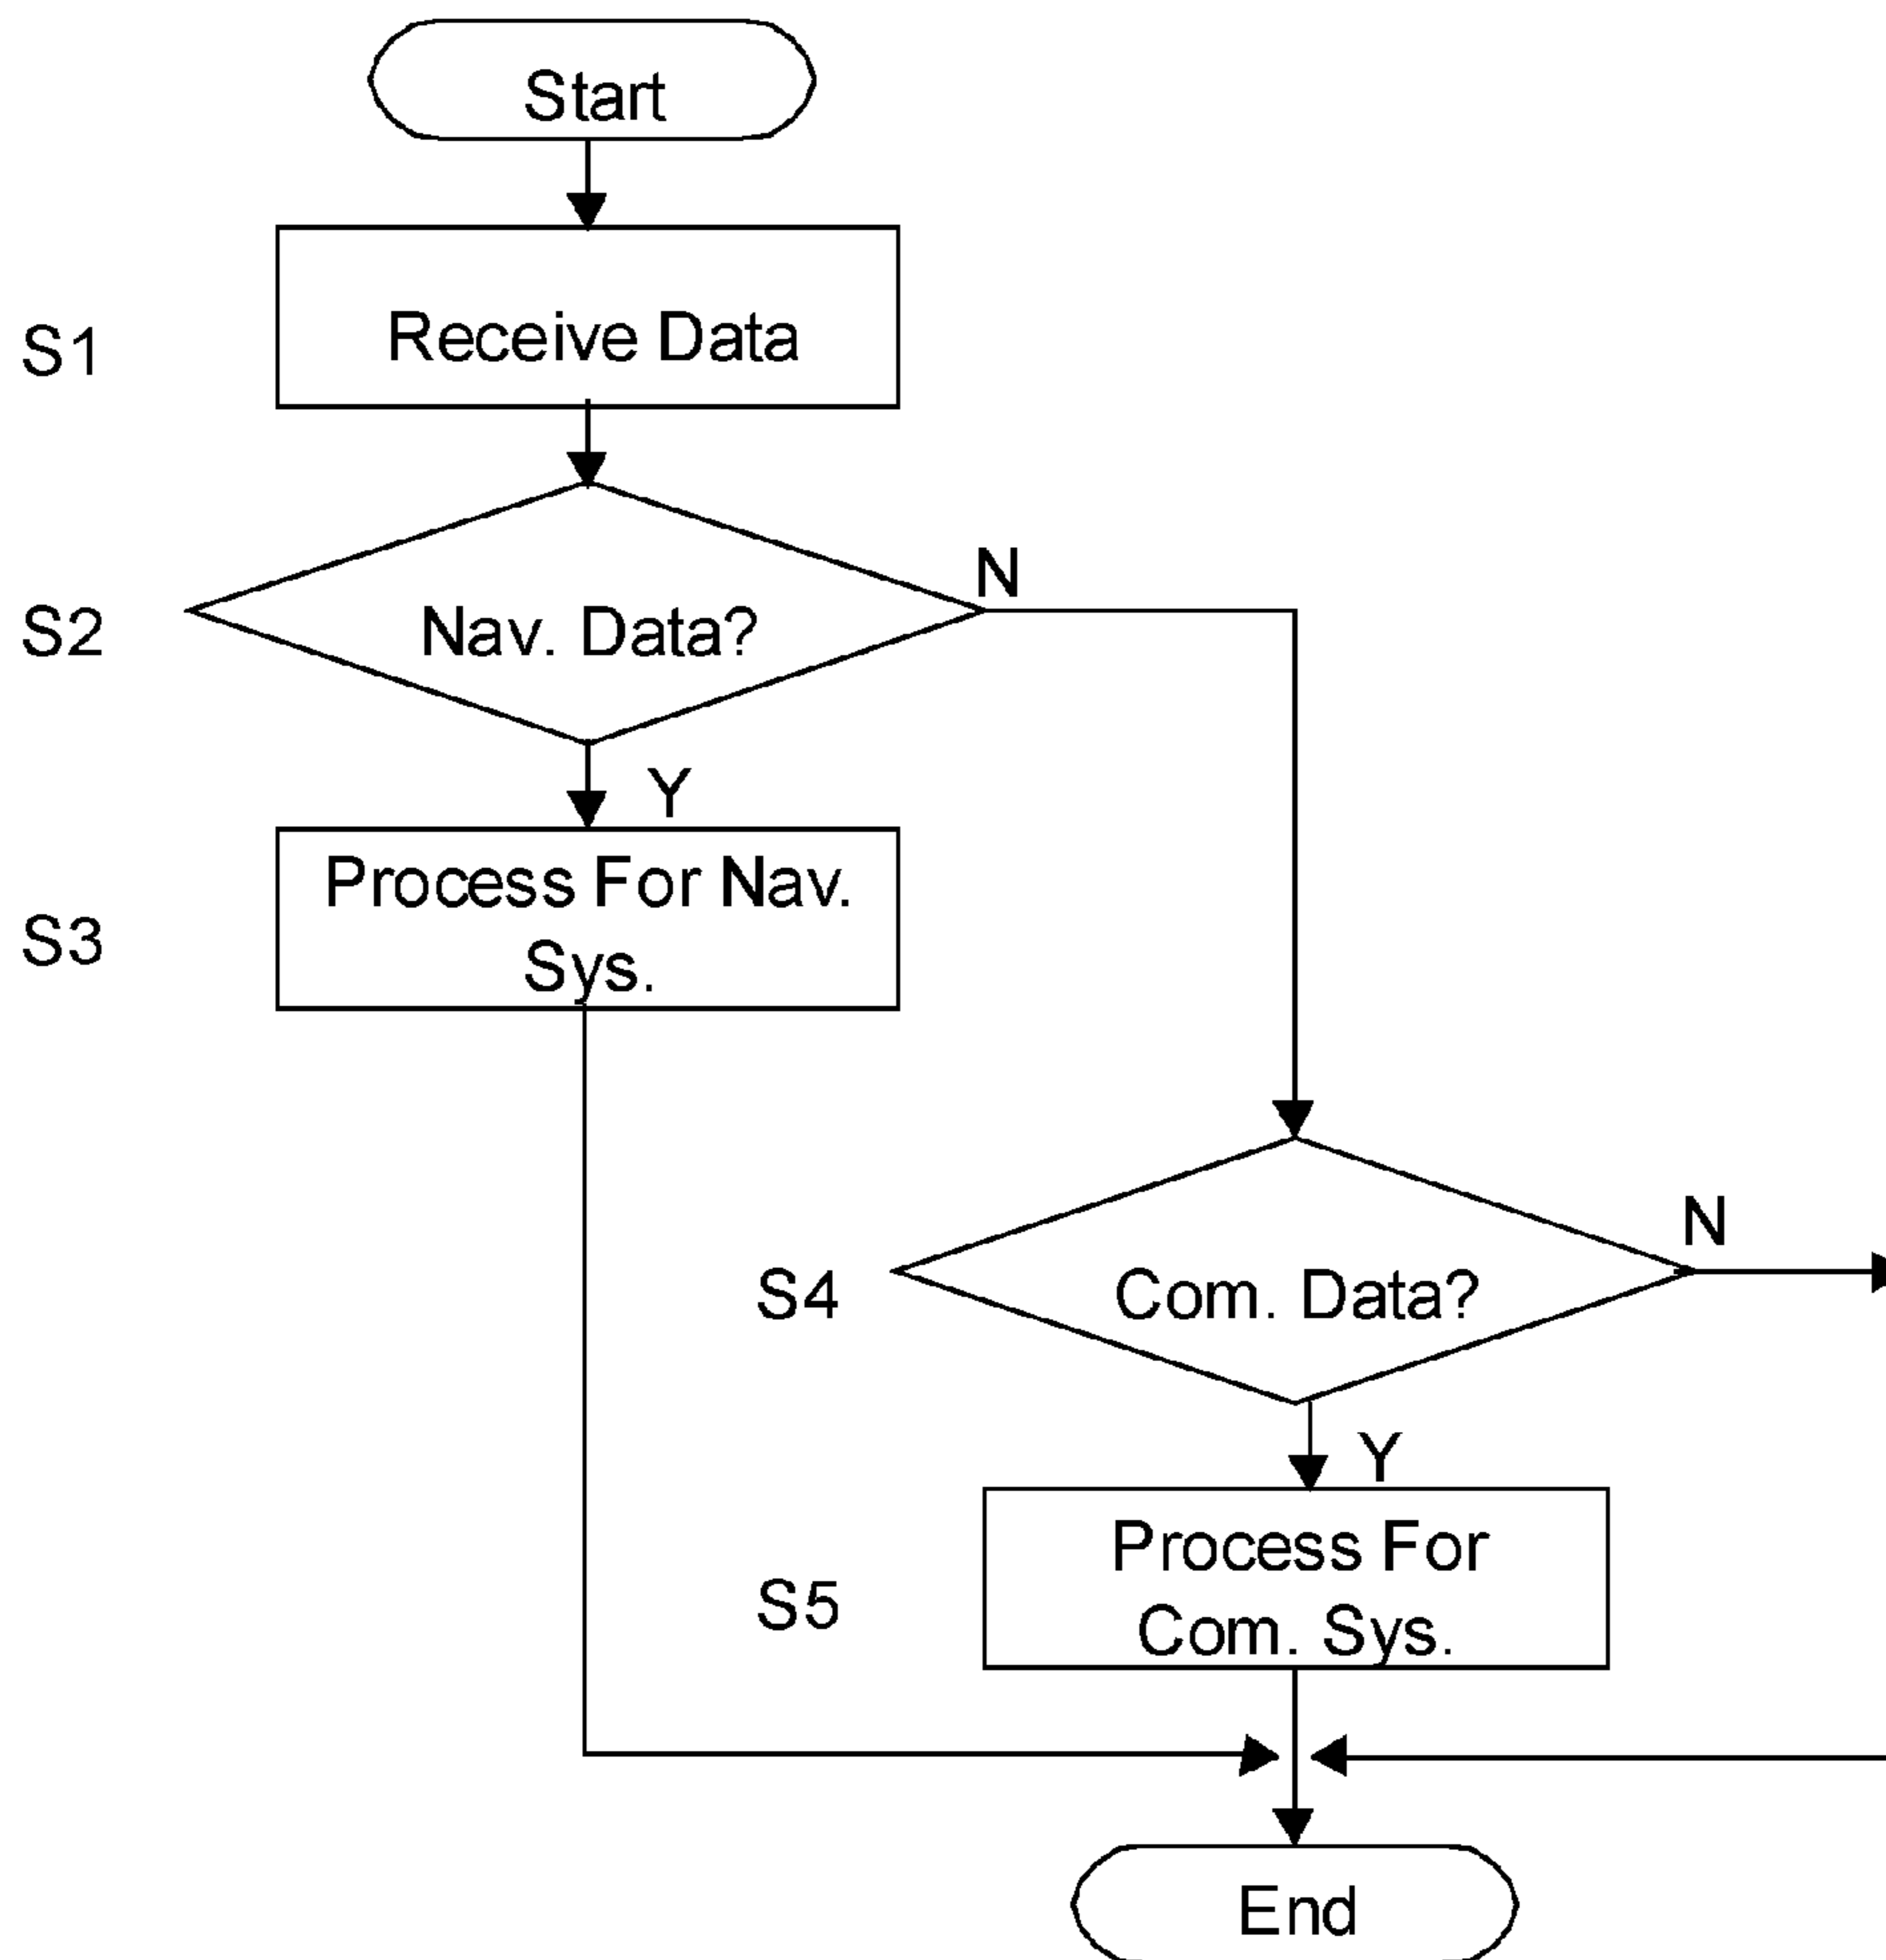 Start
S1
Receive Data
S2
Nav. Data?
N
Y
S3
Process For Nav.
Sys.
S4
Com. Data?
N
Y
S5
Process For
Com. Sys.
End